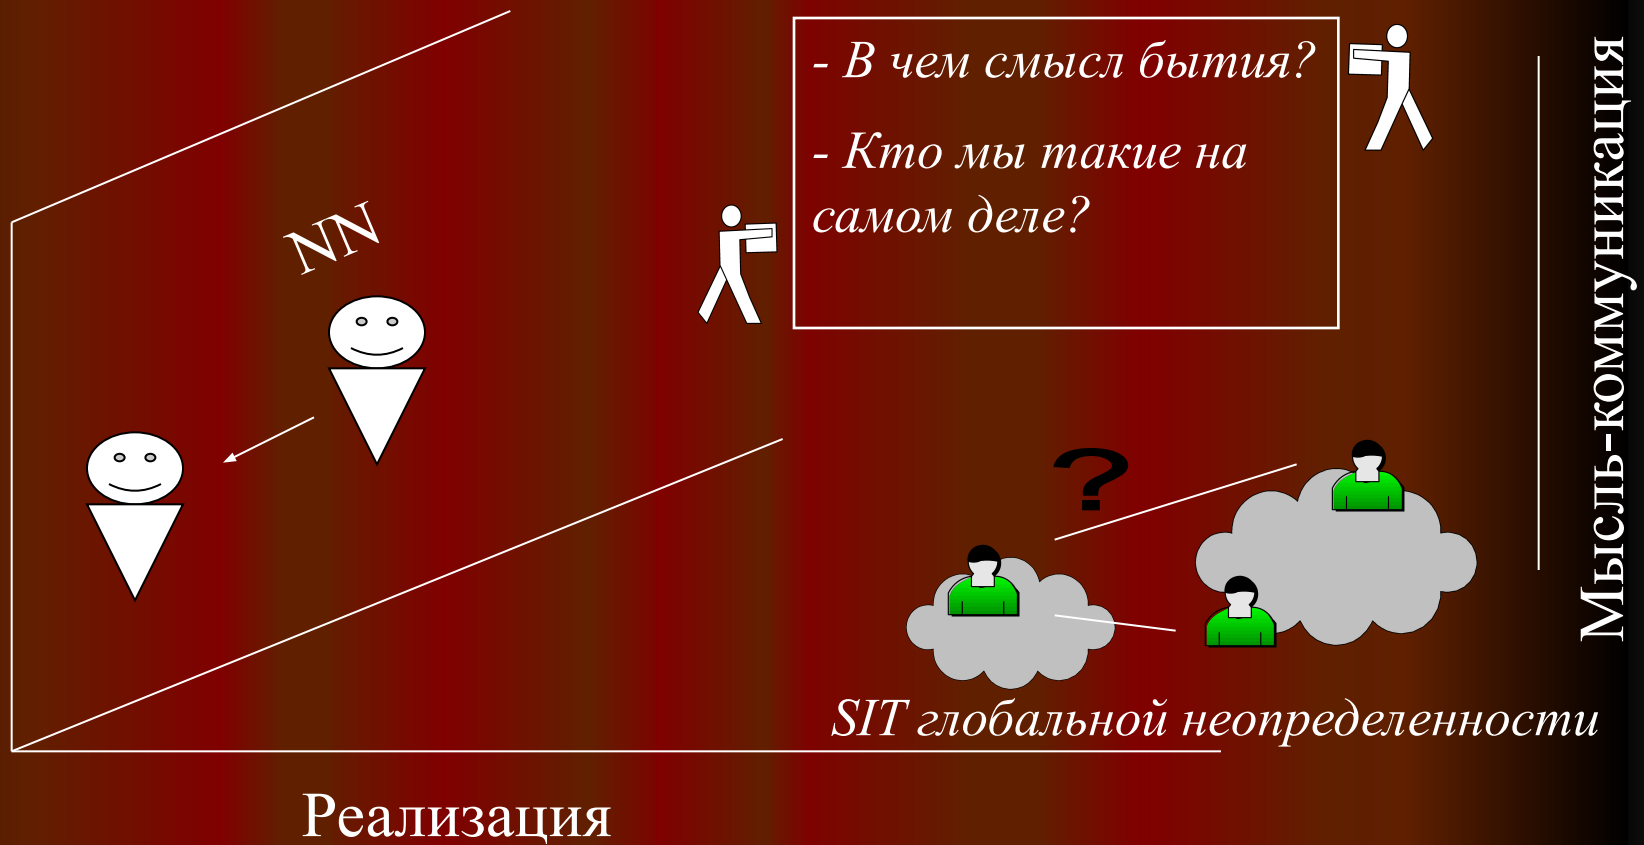 - В чем смысл бытия?
- Кто мы такие на
самом деле?
NN
?
SIT глобальной неопределенности
Реализация
Мысль-коммуникация